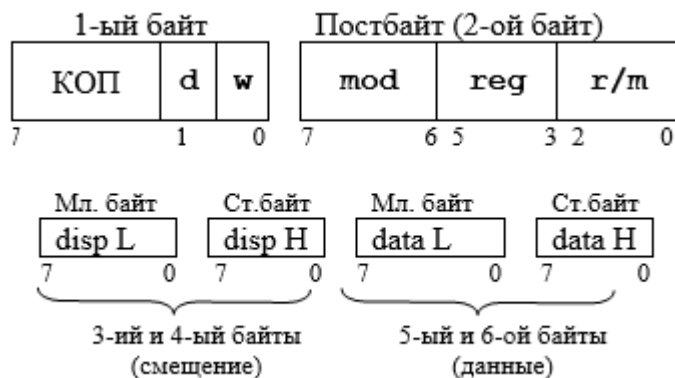 1-ый байт Постбайт (2-ой байт)
КОП d w mod reg r/m
7 1 0 7 6 5 3 2 0
Мл. байт Ст.байт Мл. байт Ст.байт
disp L disp H data L data H
7 0 7 0 7 0 7 0
3-ий и 4-ый байты 5-ый и 6-ой байты
(смещение) (данные)